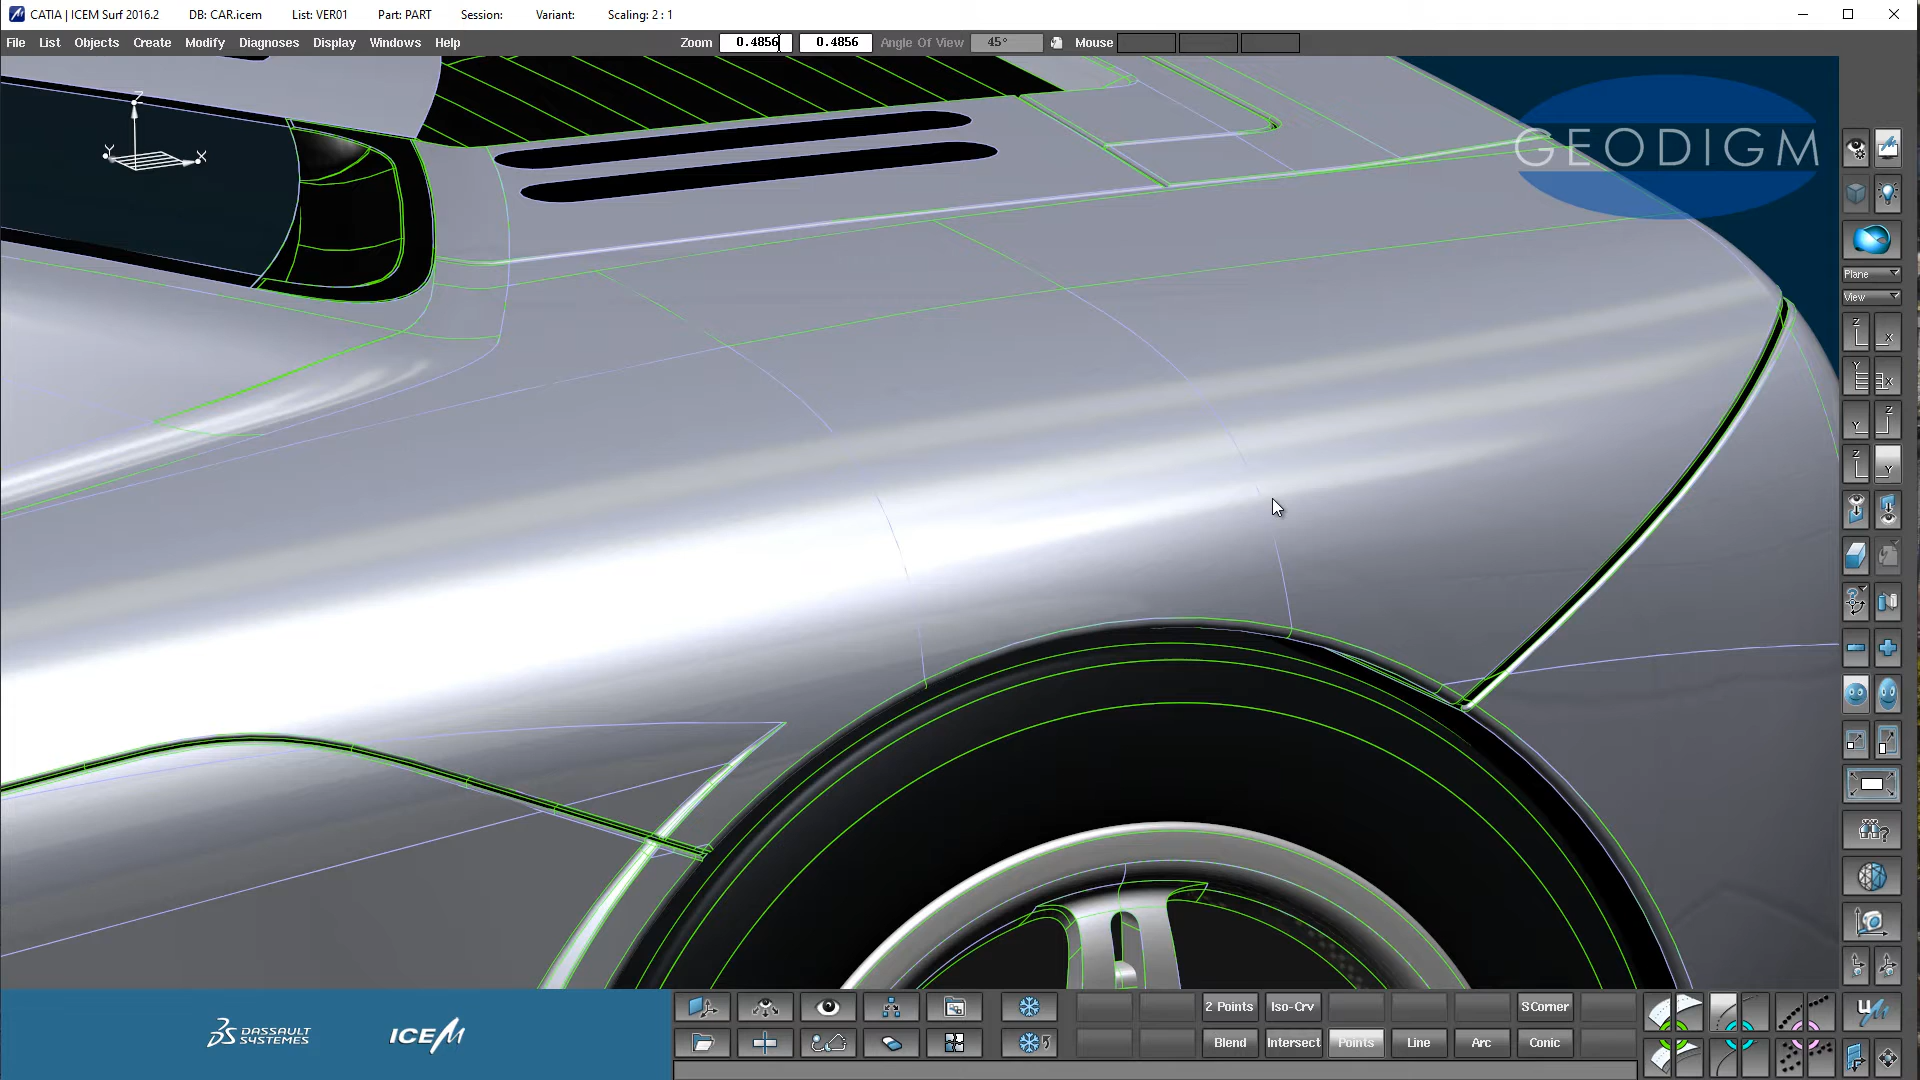 CATIA | ICEM Surf 2016.2 DB: CAR.icem List: VER01 Part: PART Session: Variant: Scaling: 2 : 1
File List Objects Create Modify Diagnoses Display Windows Help Zoom 0.4856 0.4856 Angle Of View 45° Mouse
Z
Y X
GEODIGM
Plane
View
Z X
Y X
Y Z
Z Y
2 Points Iso-Crv SCorner
DASSAULT SYSTEMES ICEM
Blend Intersect Points Line Arc Conic